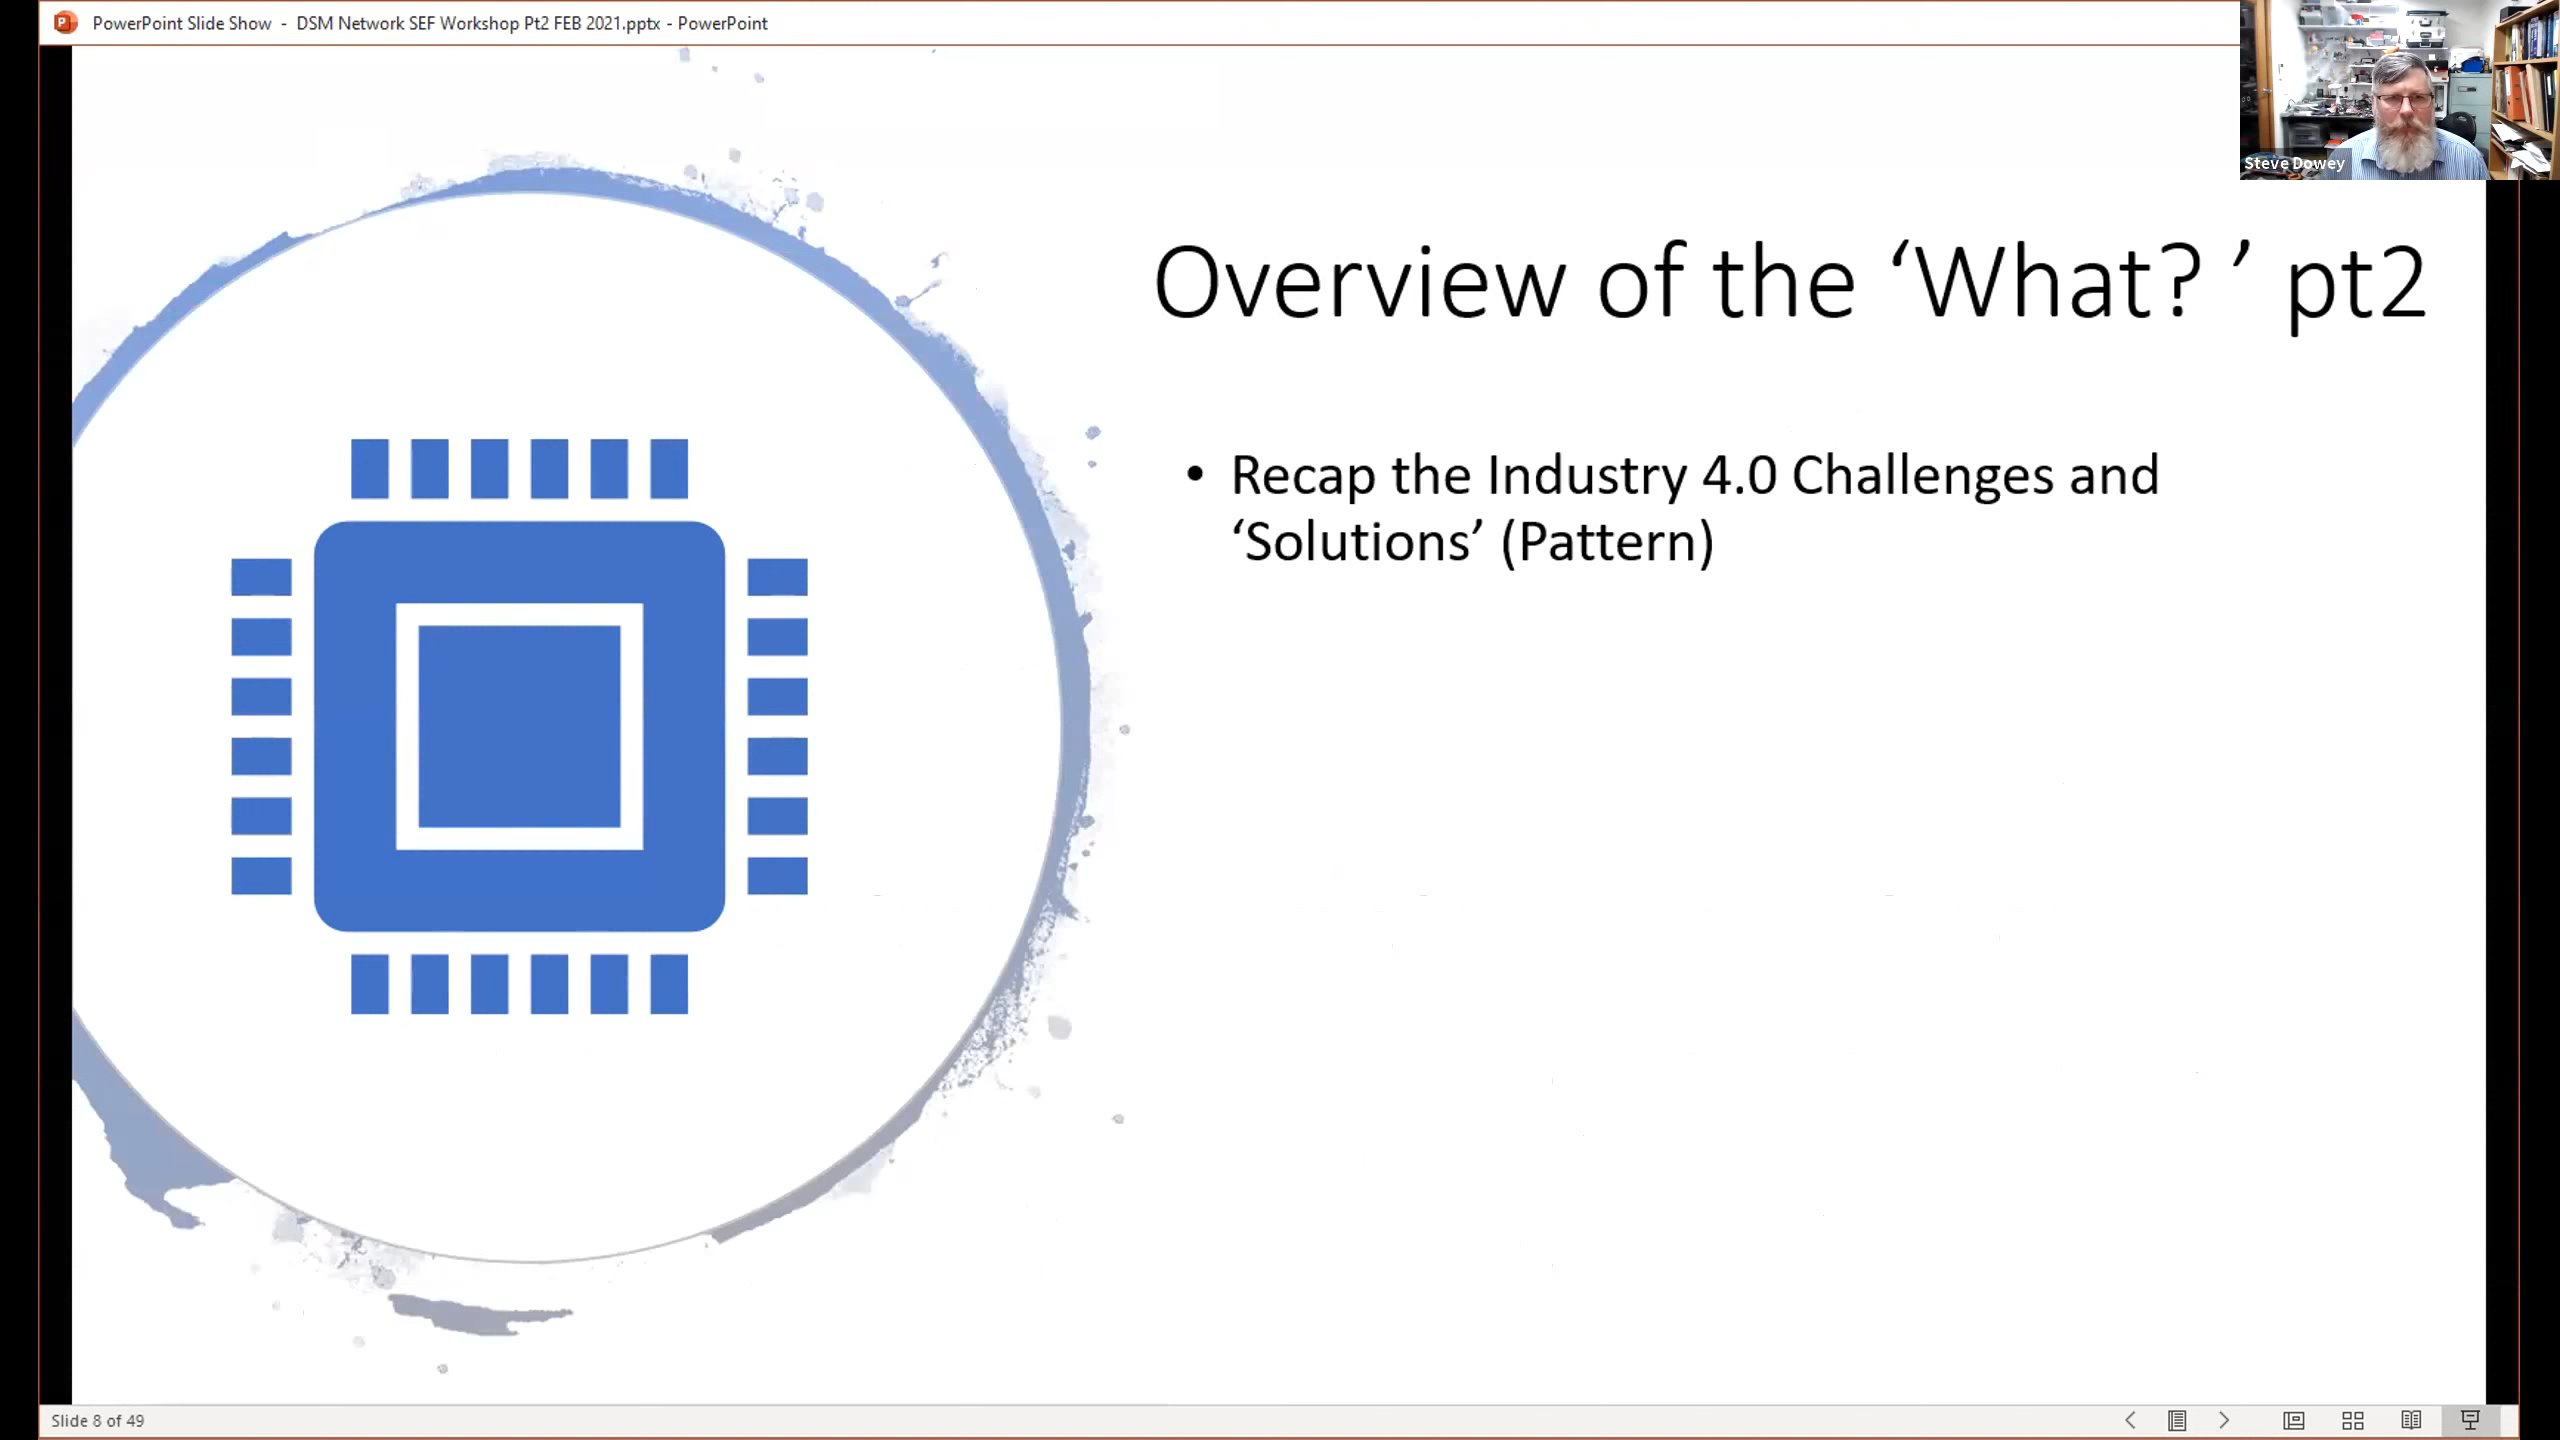 PowerPoint Slide Show - DSM Network SEF Workshop Pt2 FEB 2021.pptx - PowerPoint
Steve Dowey
Overview of the ‘What? ’ pt2
• Recap the Industry 4.0 Challenges and
‘Solutions’ (Pattern)
Slide 8 of 49